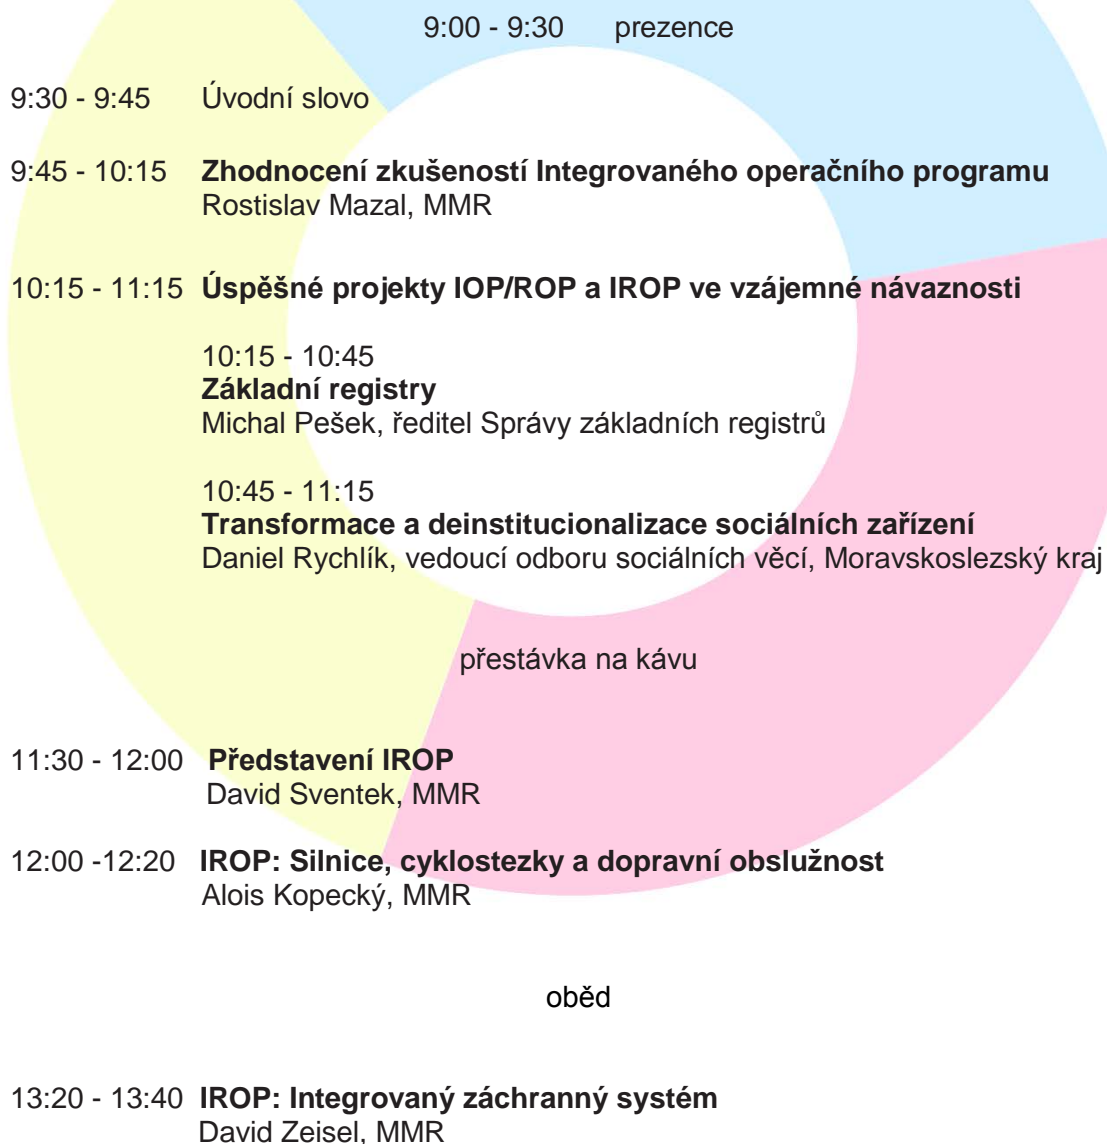 9:00 - 9:30 prezence
9:30 - 9:45 Úvodní slovo
9:45 - 10:15 Zhodnocení zkušeností Integrovaného operačního programu
Rostislav Mazal, MMR
10:15 - 11:15 Úspěšné projekty IOP/ROP a IROP ve vzájemné návaznosti
10:15 - 10:45
Základní registry
Michal Pešek, ředitel Správy základních registrů
10:45 - 11:15
Transformace a deinstitucionalizace sociálních zařízení
Daniel Rychlík, vedoucí odboru sociálních věcí, Moravskoslezský kraj
přestávka na kávu
11:30 - 12:00 Představení IROP
David Sventek, MMR
12:00 -12:20 IROP: Silnice, cyklostezky a dopravní obslužnost
Alois Kopecký, MMR
oběd
13:20 - 13:40 IROP: Integrovaný záchranný systém
David Zeisel, MMR